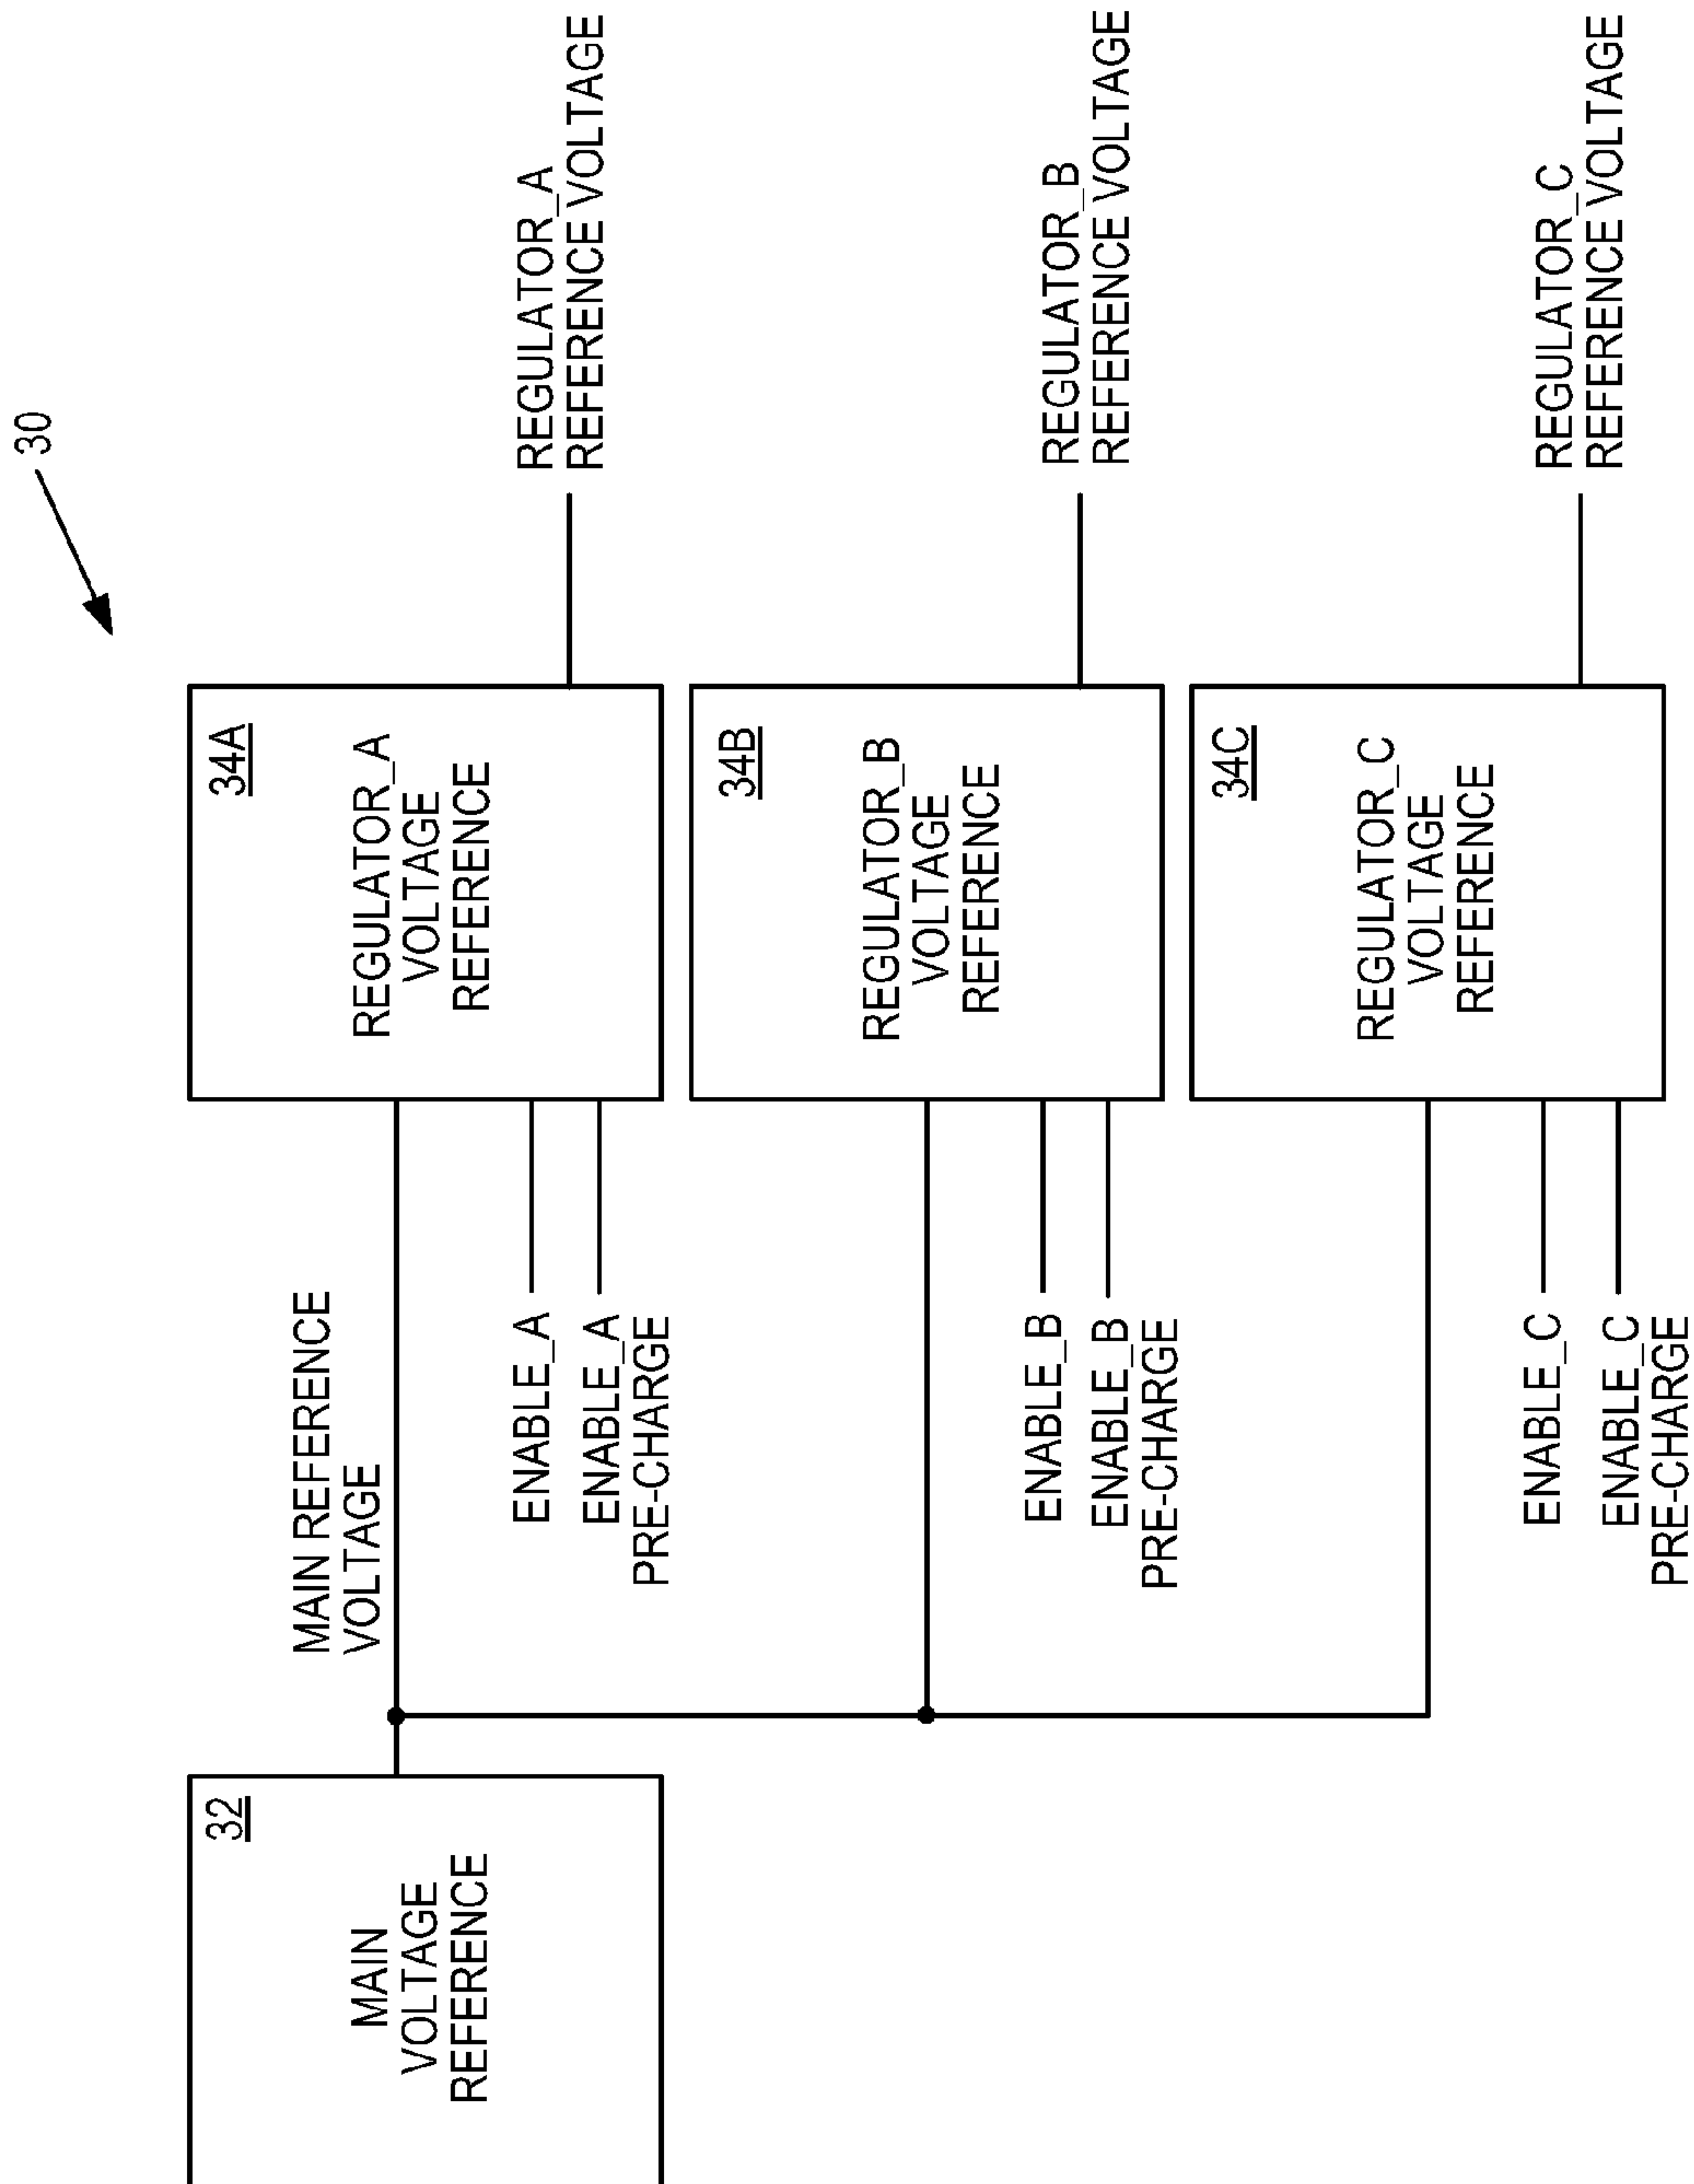 30
32
MAIN
VOLTAGE
REFERENCE
MAIN REFERENCE
VOLTAGE
34A
REGULATOR_A
VOLTAGE
REFERENCE
ENABLE_A
ENABLE_A
PRE-CHARGE
REGULATOR_A
REFERENCE VOLTAGE
34B
REGULATOR_B
VOLTAGE
REFERENCE
ENABLE_B
ENABLE_B
PRE-CHARGE
REGULATOR_B
REFERENCE VOLTAGE
34C
REGULATOR_C
VOLTAGE
REFERENCE
ENABLE_C
ENABLE_C
PRE-CHARGE
REGULATOR_C
REFERENCE VOLTAGE